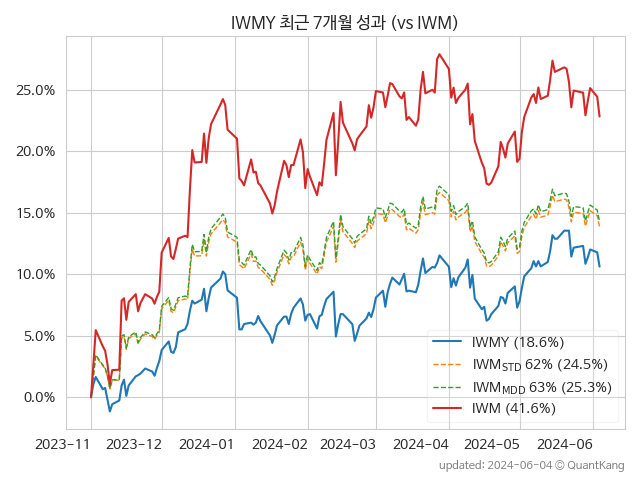 IWMY 최근 7개월 성과 (vs IWM)
25.0%
20.0%
15.0%
10.0%
5.0%
0.0%
IWMY (18.6%)
IWM_STD 62% (24.5%)
IWM_MDD 63% (25.3%)
IWM (41.6%)
2023-11 2023-12 2024-01 2024-02 2024-03 2024-04 2024-05 2024-06
updated: 2024-06-04 © QuantKang